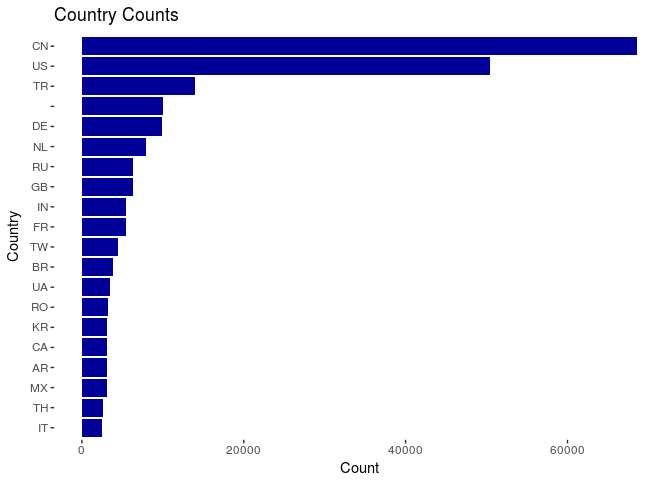 Country Counts
CN
US
TR
DE
NL
RU
GB
IN
FR
TW
BR
UA
RO
KR
CA
AR
MX
TH
IT
Country
0 20000 40000 60000
Count